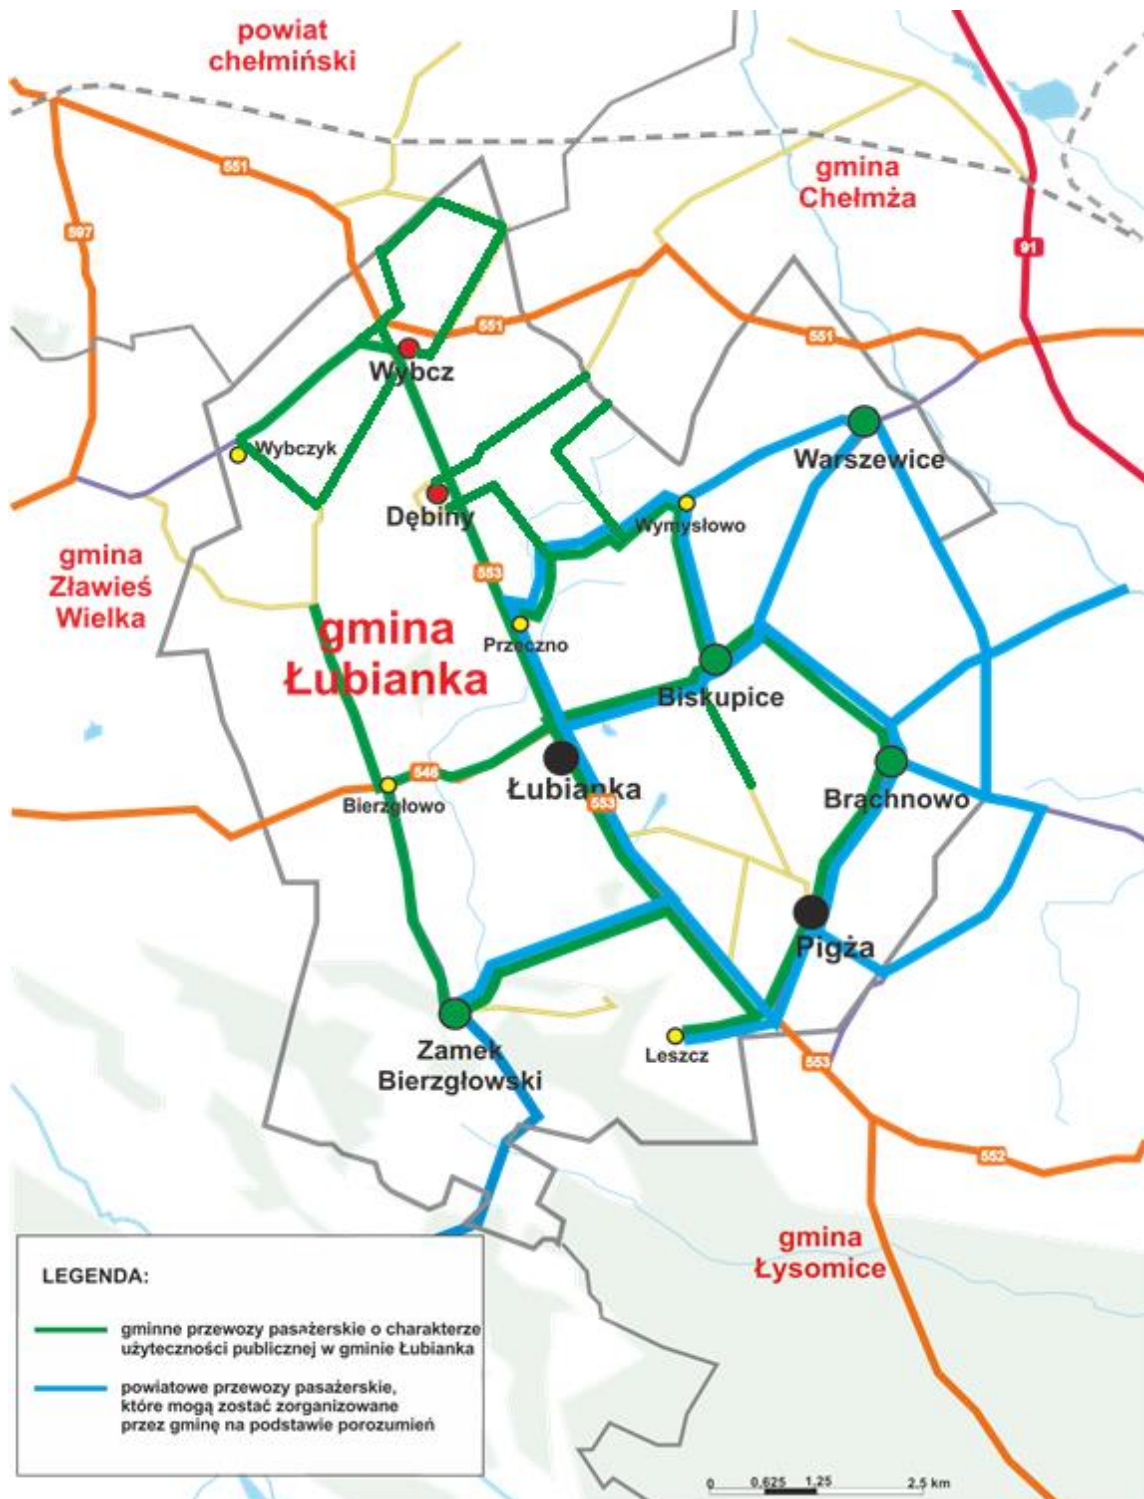 powiat
chełmiński
551
gmina
Chełmża
597
91
551
551
Wybcz
Wybczyk
Warszewice
Dębiny
Wymysłowo
gmina
Zławieś
Wielka
553
gmina
Łubianka
Przeczno
Biskupice
546
Łubianka
553
Bierzgłowo
Brąchnowo
Pigża
Zamek
Bierzgłowski
Leszcz
553
552
gmina
Łysomice
LEGENDA:
gminne przewozy pasażerskie o charakterze
użyteczności publicznej w gminie Łubianka
powiatowe przewozy pasażerskie,
które mogą zostać zorganizowane
przez gminę na podstawie porozumień
0 0,625 1,25 2,5 km